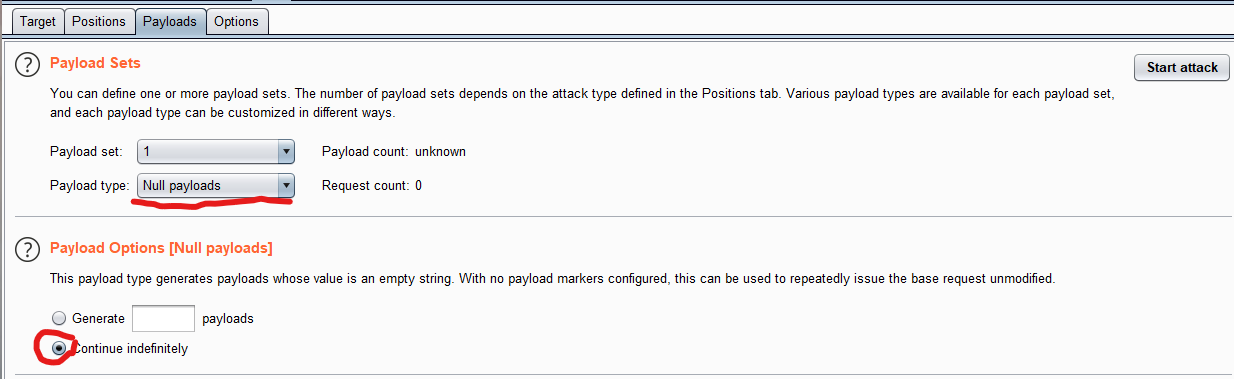 Target Positions Payloads Options
? Payload Sets
Start attack
You can define one or more payload sets. The number of payload sets depends on the attack type defined in the Positions tab. Various payload types are available for each payload set,
and each payload type can be customized in different ways.
Payload set: 1 Payload count: unknown
Payload type: Null payloads Request count: 0
? Payload Options [Null payloads]
This payload type generates payloads whose value is an empty string. With no payload markers configured, this can be used to repeatedly issue the base request unmodified.
Generate payloads
Continue indefinitely